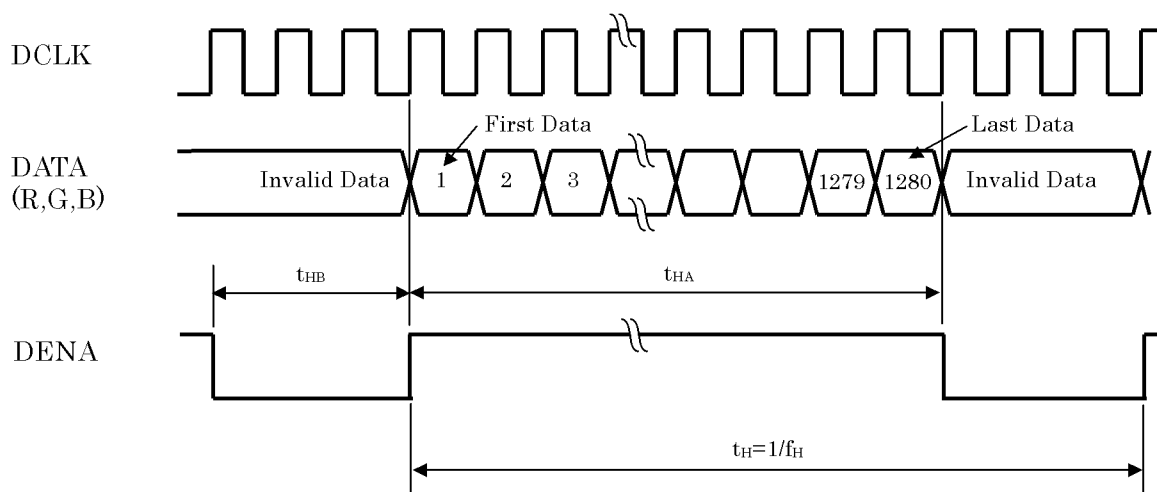 DCLK
First Data
Last Data
DATA
(R,G,B)
Invalid Data
1
2
3
1279
1280
Invalid Data
tHB
tHA
DENA
tH=1/fH